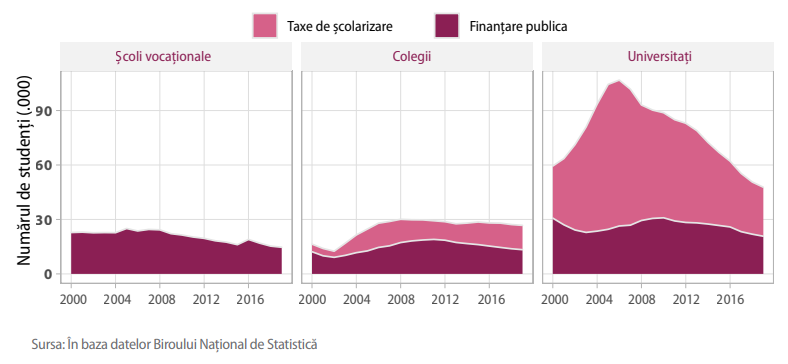 Taxe de școlarizare Finanțare publica
Școli vocaționale Colegii Universitați
Numărul de studenți (.000)
90
60
30
0
2000 2004 2008 2012 2016 2000 2004 2008 2012 2016 2000 2004 2008 2012 2016
Sursa: În baza datelor Biroului Național de Statistică